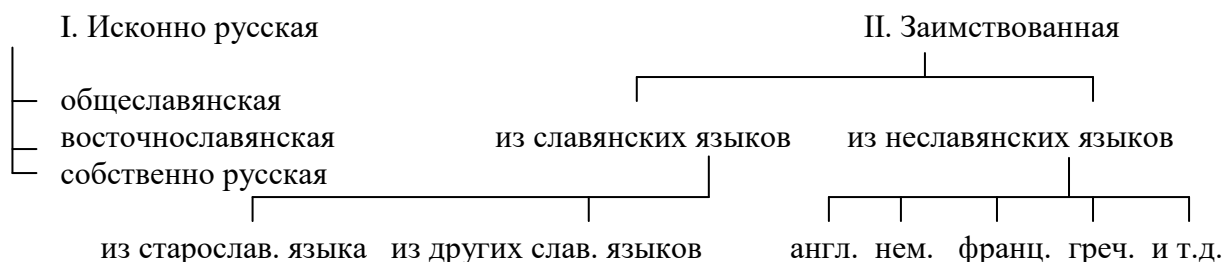 I. Исконно русская II. Заимствованная
общеславянская
восточнославянская из славянских языков из неславянских языков
собственно русская
из старослав. языка из других слав. языков англ. нем. франц. греч. и т.д.